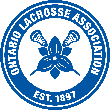 ONTARIO LACROSSE ASSOCIATION
EST. 1897